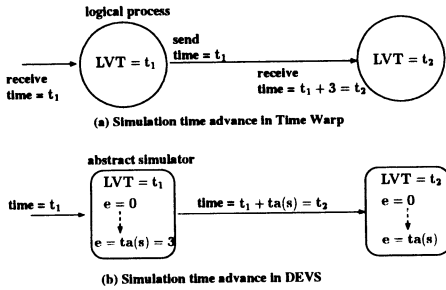 logical process
LVT = t₁
receive
time = t₁
send
time = t₁
receive
time = t₁ + 3 = t₂
LVT = t₂
(a) Simulation time advance in Time Warp
abstract simulator
time = t₁
LVT = t₁
e = 0
e = ta(s) = 3
time = t₁ + ta(s) = t₂
LVT = t₂
e = 0
e = ta(s)
(b) Simulation time advance in DEVS